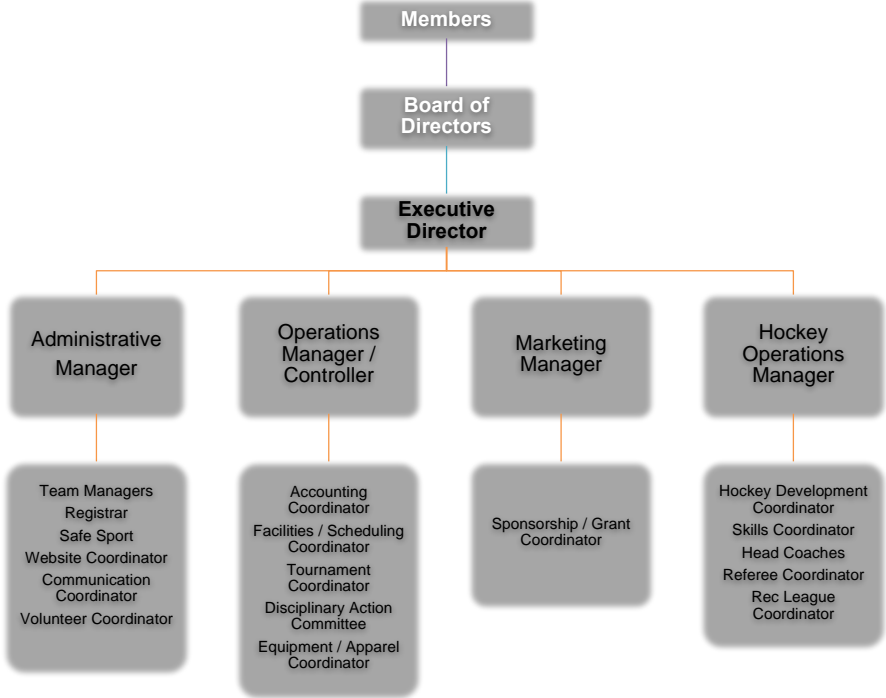 Members
Board of
Directors
Executive
Director
Administrative
Manager
Operations
Manager /
Controller
Marketing
Manager
Hockey
Operations
Manager
Team Managers
Registrar
Safe Sport
Website Coordinator
Communication
Coordinator
Volunteer Coordinator
Accounting
Coordinator
Facilities / Scheduling
Coordinator
Tournament
Coordinator
Disciplinary Action
Committee
Equipment / Apparel
Coordinator
Sponsorship / Grant
Coordinator
Hockey Development
Coordinator
Skills Coordinator
Head Coaches
Referee Coordinator
Rec League
Coordinator